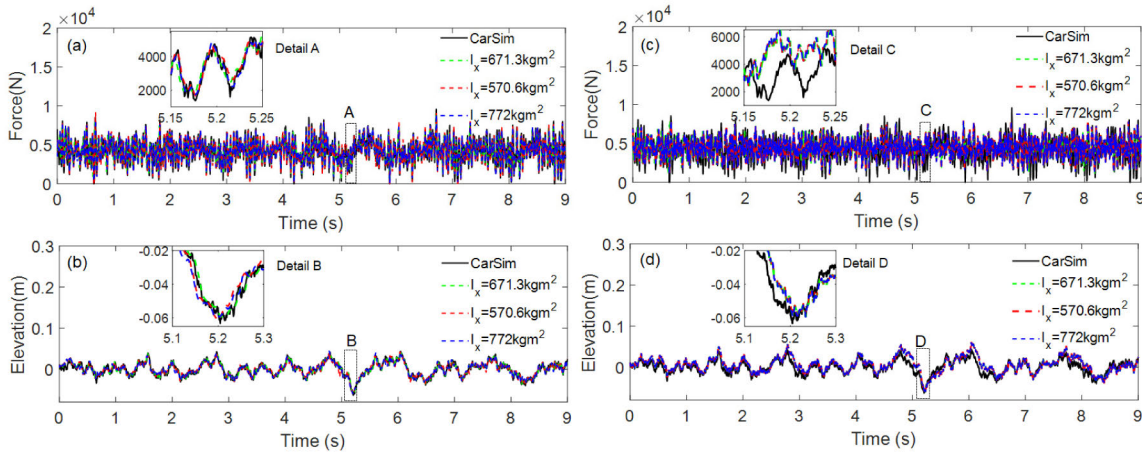 ×10⁴
2
1.5
1
0.5
0
Force(N)
(a)
4000
2000
5.15 5.2 5.25
Detail A
CarSim
Iₓ=671.3kgm²
Iₓ=570.6kgm²
Iₓ=772kgm²
A
0 1 2 3 4 5 6 7 8 9
Time (s)
×10⁴
2
1.5
1
0.5
0
Force(N)
(c)
6000
4000
2000
5.15 5.2 5.25
Detail C
CarSim
Iₓ=671.3kgm²
Iₓ=570.6kgm²
Iₓ=772kgm²
C
0 1 2 3 4 5 6 7 8 9
Time (s)
0.3
0.2
0.1
0
Elevation(m)
(b)
-0.02
-0.04
-0.06
5.1 5.2 5.3
Detail B
CarSim
Iₓ=671.3kgm²
Iₓ=570.6kgm²
Iₓ=772kgm²
B
0 1 2 3 4 5 6 7 8 9
Time (s)
0.3
0.2
0.1
0
Elevation(m)
(d)
-0.02
-0.04
-0.06
5.1 5.2 5.3
Detail D
CarSim
Iₓ=671.3kgm²
Iₓ=570.6kgm²
Iₓ=772kgm²
D
0 1 2 3 4 5 6 7 8 9
Time (s)